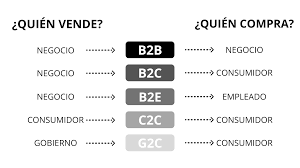 ¿QUIÉN VENDE? ¿QUIÉN COMPRA?
NEGOCIO B2B NEGOCIO
NEGOCIO B2C CONSUMIDOR
NEGOCIO B2E EMPLEADO
CONSUMIDOR C2C CONSUMIDOR
GOBIERNO G2C CONSUMIDOR